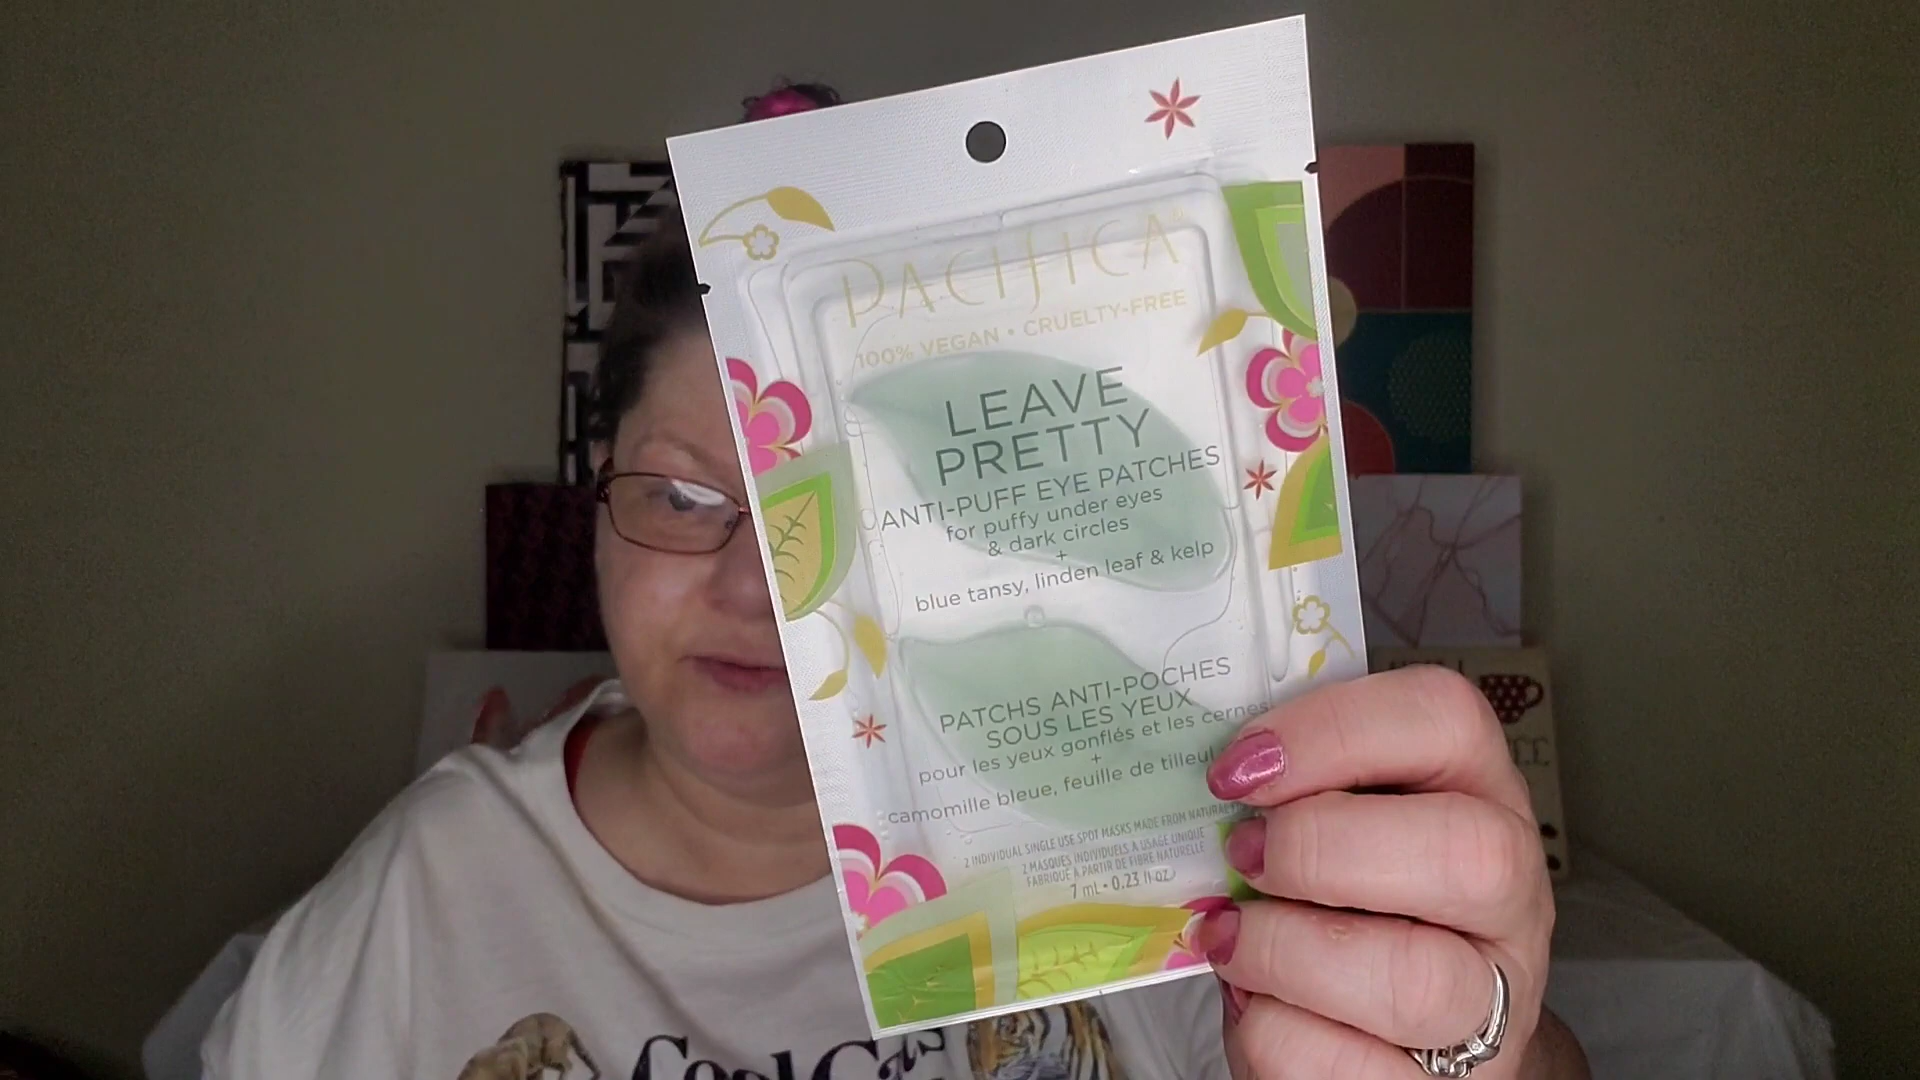 PACIFICA®
100% VEGAN • CRUELTY-FREE
LEAVE
PRETTY
ANTI-PUFF EYE PATCHES
for puffy under eyes
& dark circles
+
blue tansy, linden leaf & kelp
PATCHS ANTI-POCHES
SOUS LES YEUX
pour les yeux gonflés et les cernes
+
camomille bleue, feuille de tilleul
2 INDIVIDUAL SINGLE USE SPOT MASKS MADE FROM NATURAL
2 MASQUES INDIVIDUELS À USAGE UNIQUE
FABRIQUÉ À PARTIR DE FIBRE NATURELLE
7 mL • 0.23 fl oz